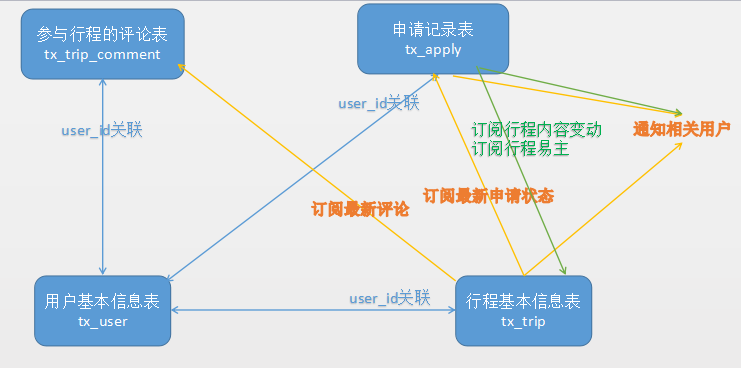 参与行程的评论表
tx_trip_comment
申请记录表
tx_apply
user_id关联
user_id关联
订阅行程内容变动
订阅行程易主
通知相关用户
订阅最新评论
订阅最新申请状态
用户基本信息表
tx_user
user_id关联
行程基本信息表
tx_trip